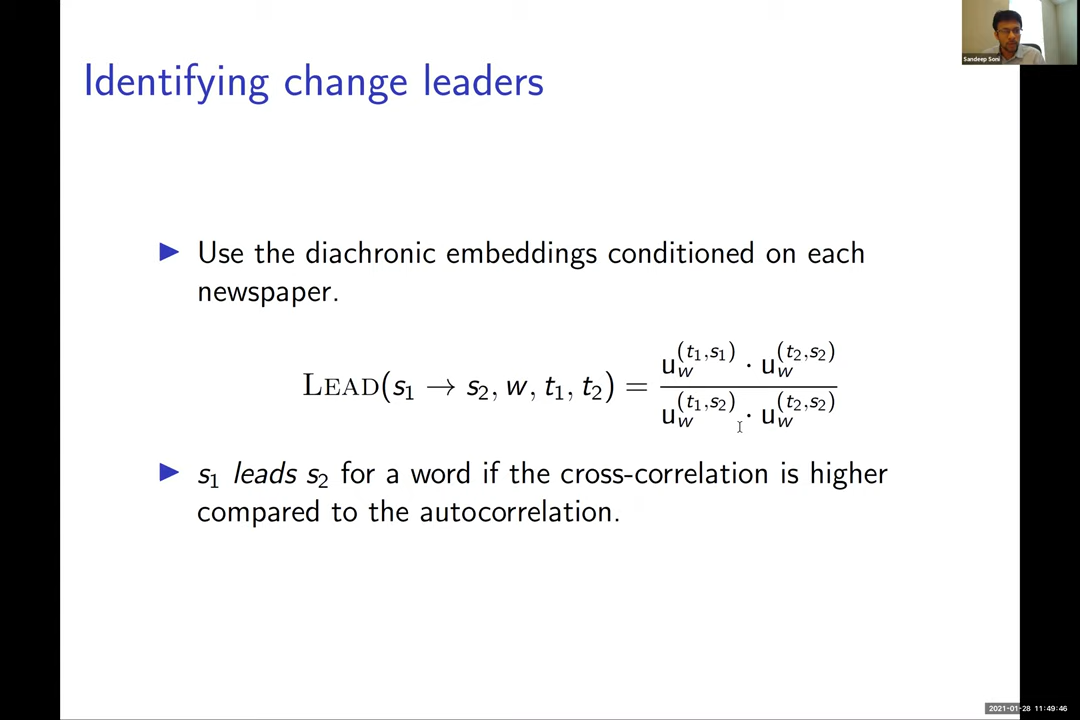 Sandeep Soni
Identifying change leaders
▶ Use the diachronic embeddings conditioned on each
newspaper.
LEAD(s₁ → s₂, w, t₁, t₂) = (u_w^(t₁,s₁) · u_w^(t₂,s₂)) / (u_w^(t₁,s₂) · u_w^(t₂,s₂))
▶ s₁ leads s₂ for a word if the cross-correlation is higher
compared to the autocorrelation.
2021-01-28 11:49:46